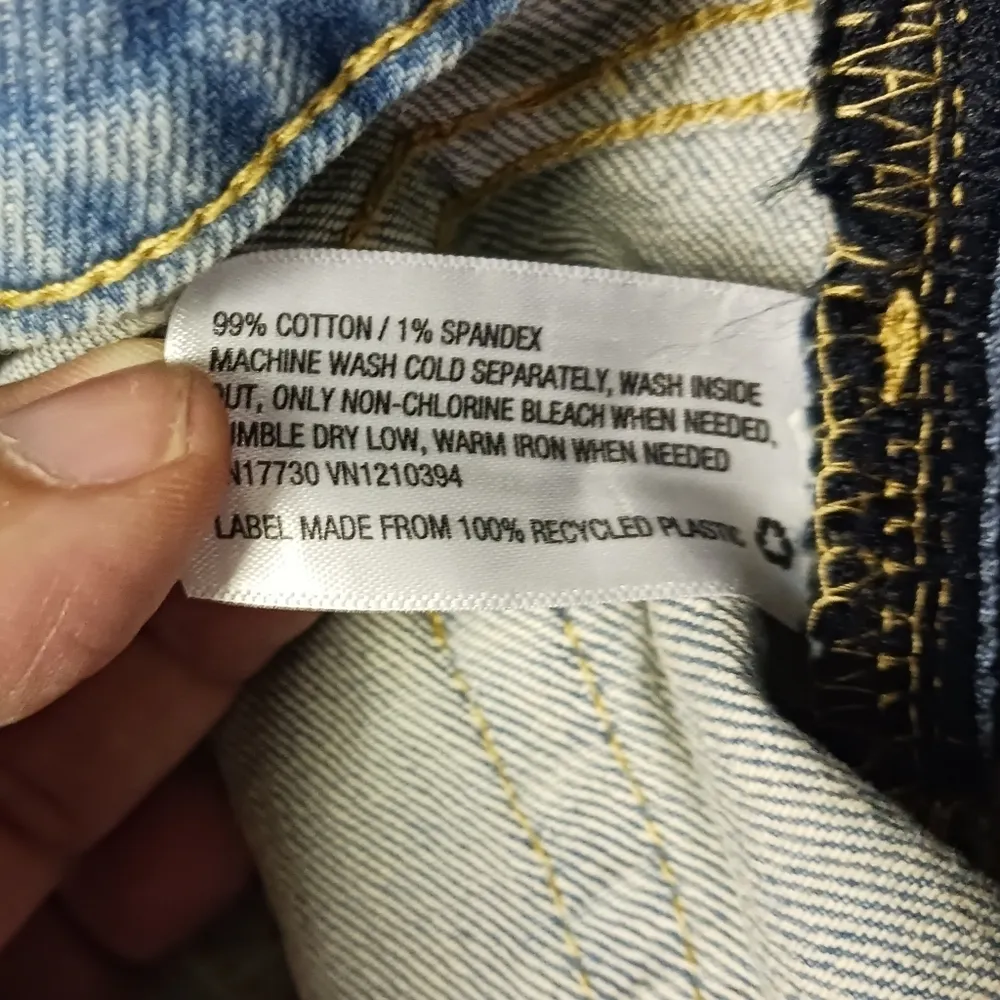 99% COTTON / 1% SPANDEX
MACHINE WASH COLD SEPARATELY, WASH INSIDE
OUT, ONLY NON-CHLORINE BLEACH WHEN NEEDED,
TUMBLE DRY LOW, WARM IRON WHEN NEEDED
N17730 VN1210394
LABEL MADE FROM 100% RECYCLED PLASTIC